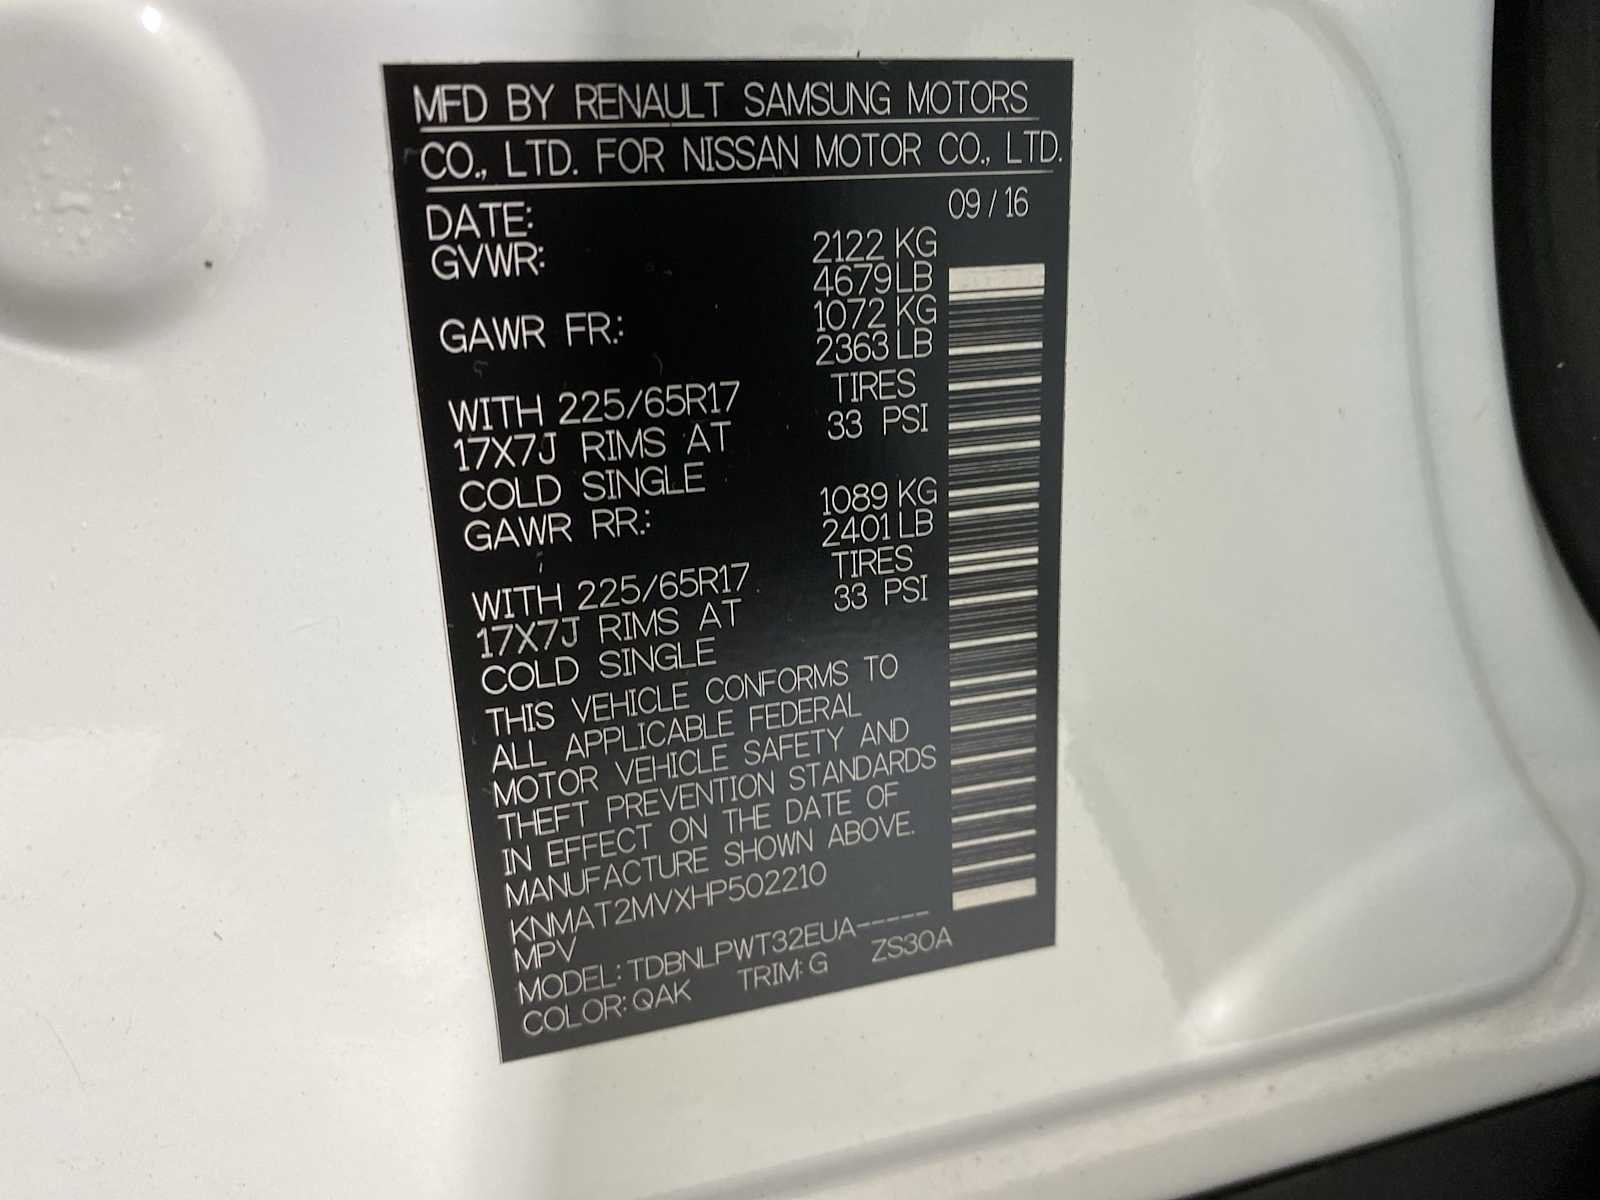 MFD BY RENAULT SAMSUNG MOTORS
CO., LTD. FOR NISSAN MOTOR CO., LTD.
DATE: 09 / 16
GVWR: 2122 KG
4679 LB
GAWR FR.: 1072 KG
2363 LB
WITH 225/65R17 TIRES
17X7J RIMS AT 33 PSI
COLD SINGLE
GAWR RR.: 1089 KG
2401 LB
WITH 225/65R17 TIRES
17X7J RIMS AT 33 PSI
COLD SINGLE
THIS VEHICLE CONFORMS TO
ALL APPLICABLE FEDERAL
MOTOR VEHICLE SAFETY AND
THEFT PREVENTION STANDARDS
IN EFFECT ON THE DATE OF
MANUFACTURE SHOWN ABOVE.
KNMAT2MVXHP502210
MPV
MODEL: TDBNLPWT32EUA-----
COLOR: QAK TRIM: G ZS30A